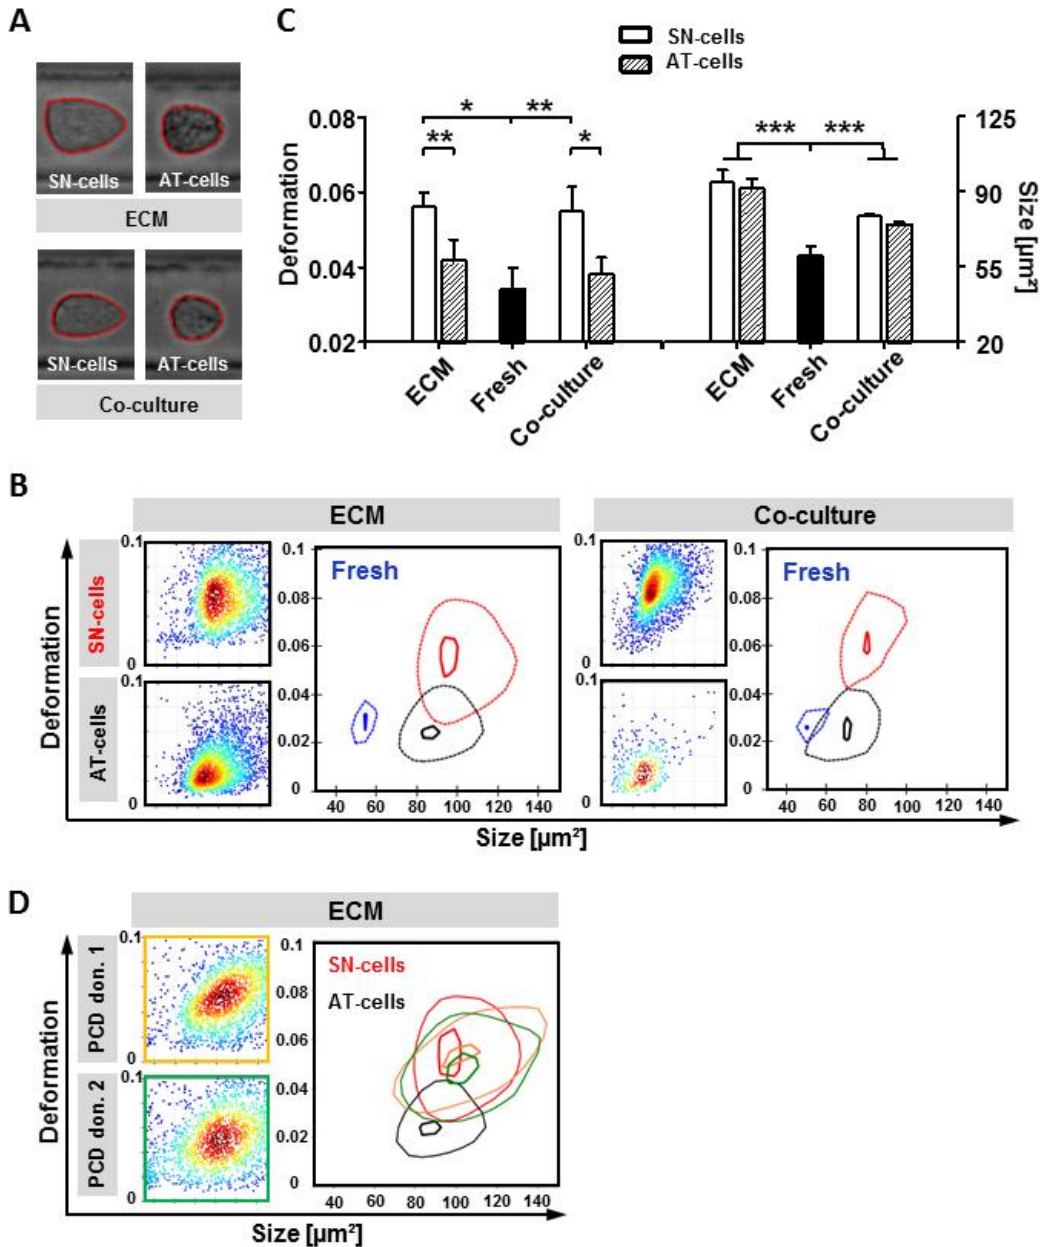 A
SN-cells
AT-cells
ECM
SN-cells
AT-cells
Co-culture
C
SN-cells
AT-cells
Deformation
0.08
0.06
0.04
0.02
* **
** *
*** ***
125
90
55
20
Size [µm²]
ECM
Fresh
Co-culture
ECM
Fresh
Co-culture
B
ECM
Co-culture
Deformation
SN-cells
AT-cells
0.1
0
0.1
0
Fresh
0.1
0.08
0.06
0.04
0.02
0
40 60 80 100 120 140
0.1
0
0.1
0
Fresh
0.1
0.08
0.06
0.04
0.02
0
40 60 80 100 120 140
Size [µm²]
D
ECM
Deformation
PCD don. 1
PCD don. 2
0.1
0
0.1
0
SN-cells
AT-cells
0.1
0.08
0.06
0.04
0.02
0
40 60 80 100 120 140
Size [µm²]